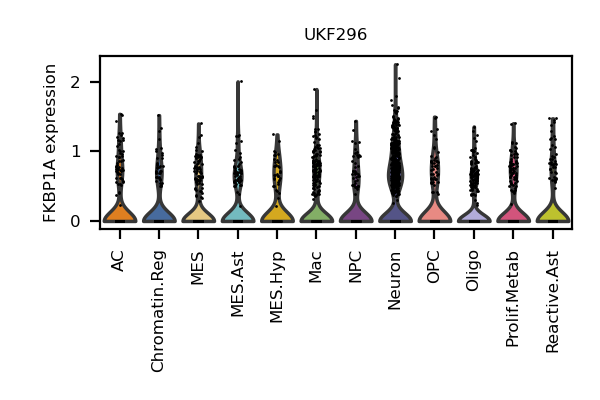 UKF296
FKBP1A expression
2
1
0
AC
Chromatin.Reg
MES
MES.Ast
MES.Hyp
Mac
NPC
Neuron
OPC
Oligo
Prolif.Metab
Reactive.Ast